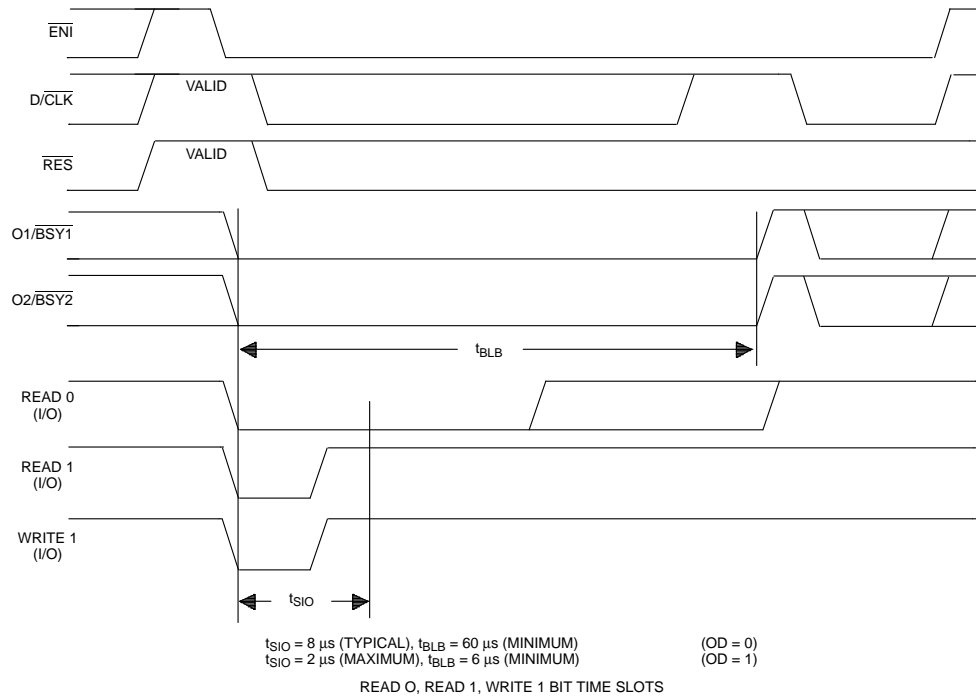 ENI
D/CLK
VALID
RES
VALID
O1/BSY1
O2/BSY2
tBLB
READ 0
(I/O)
READ 1
(I/O)
WRITE 1
(I/O)
tSIO
tSIO = 8 μs (TYPICAL), tBLB = 60 μs (MINIMUM) (OD = 0)
tSIO = 2 μs (MAXIMUM), tBLB = 6 μs (MINIMUM) (OD = 1)
READ O, READ 1, WRITE 1 BIT TIME SLOTS